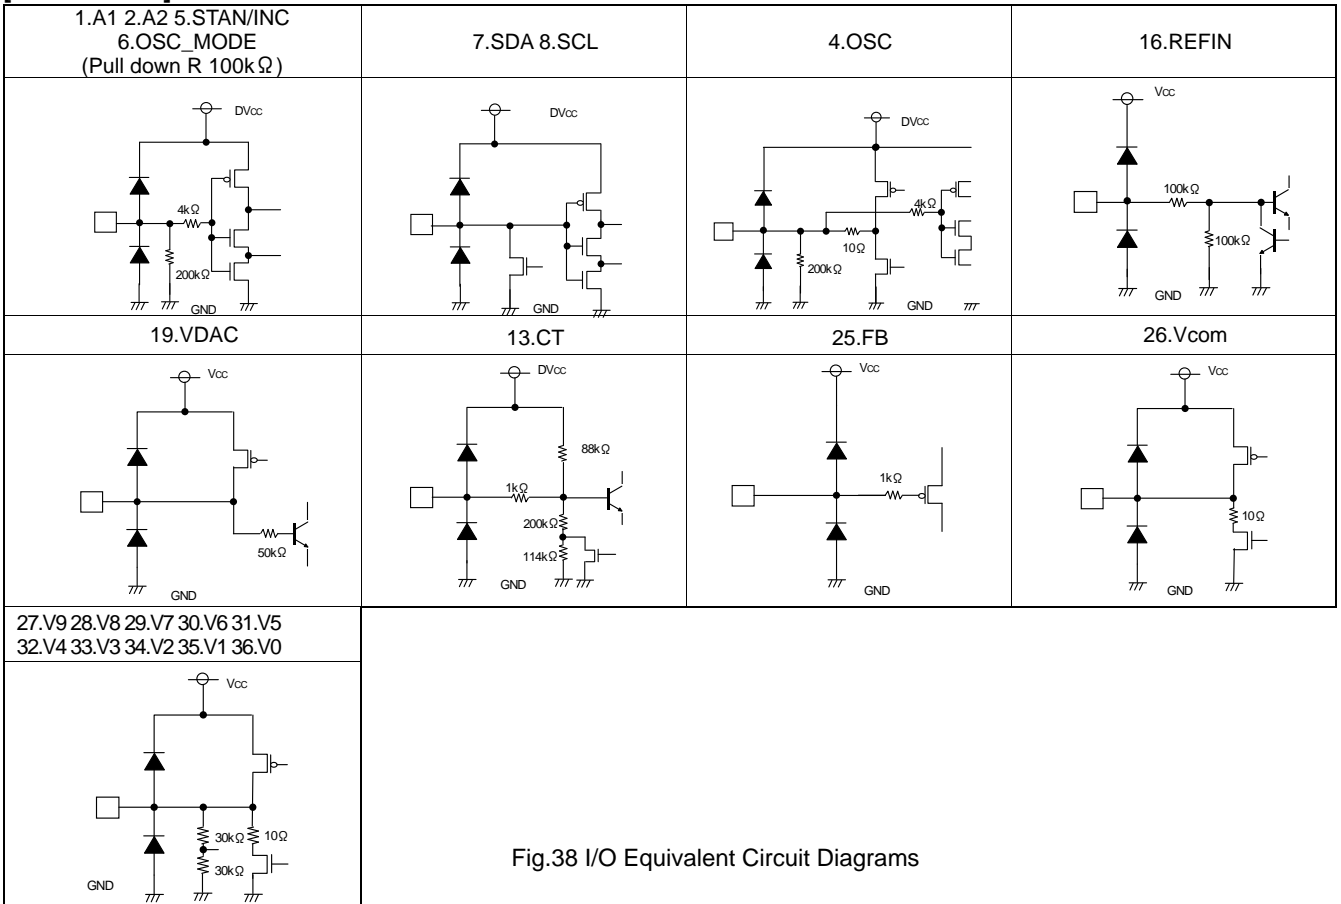 1.A1 2.A2 5.STAN/INC
6.OSC_MODE
(Pull down R 100kΩ)
7.SDA 8.SCL
4.OSC
16.REFIN
DVcc
4kΩ
200kΩ
GND
DVcc
GND
DVcc
4kΩ
10Ω
200kΩ
GND
Vcc
100kΩ
100kΩ
GND
19.VDAC
13.CT
25.FB
26.Vcom
Vcc
50kΩ
GND
DVcc
88kΩ
1kΩ
200kΩ
114kΩ
GND
Vcc
1kΩ
GND
Vcc
10Ω
GND
27.V9 28.V8 29.V7 30.V6 31.V5
32.V4 33.V3 34.V2 35.V1 36.V0
Vcc
30kΩ 10Ω
30kΩ
GND
Fig.38 I/O Equivalent Circuit Diagrams